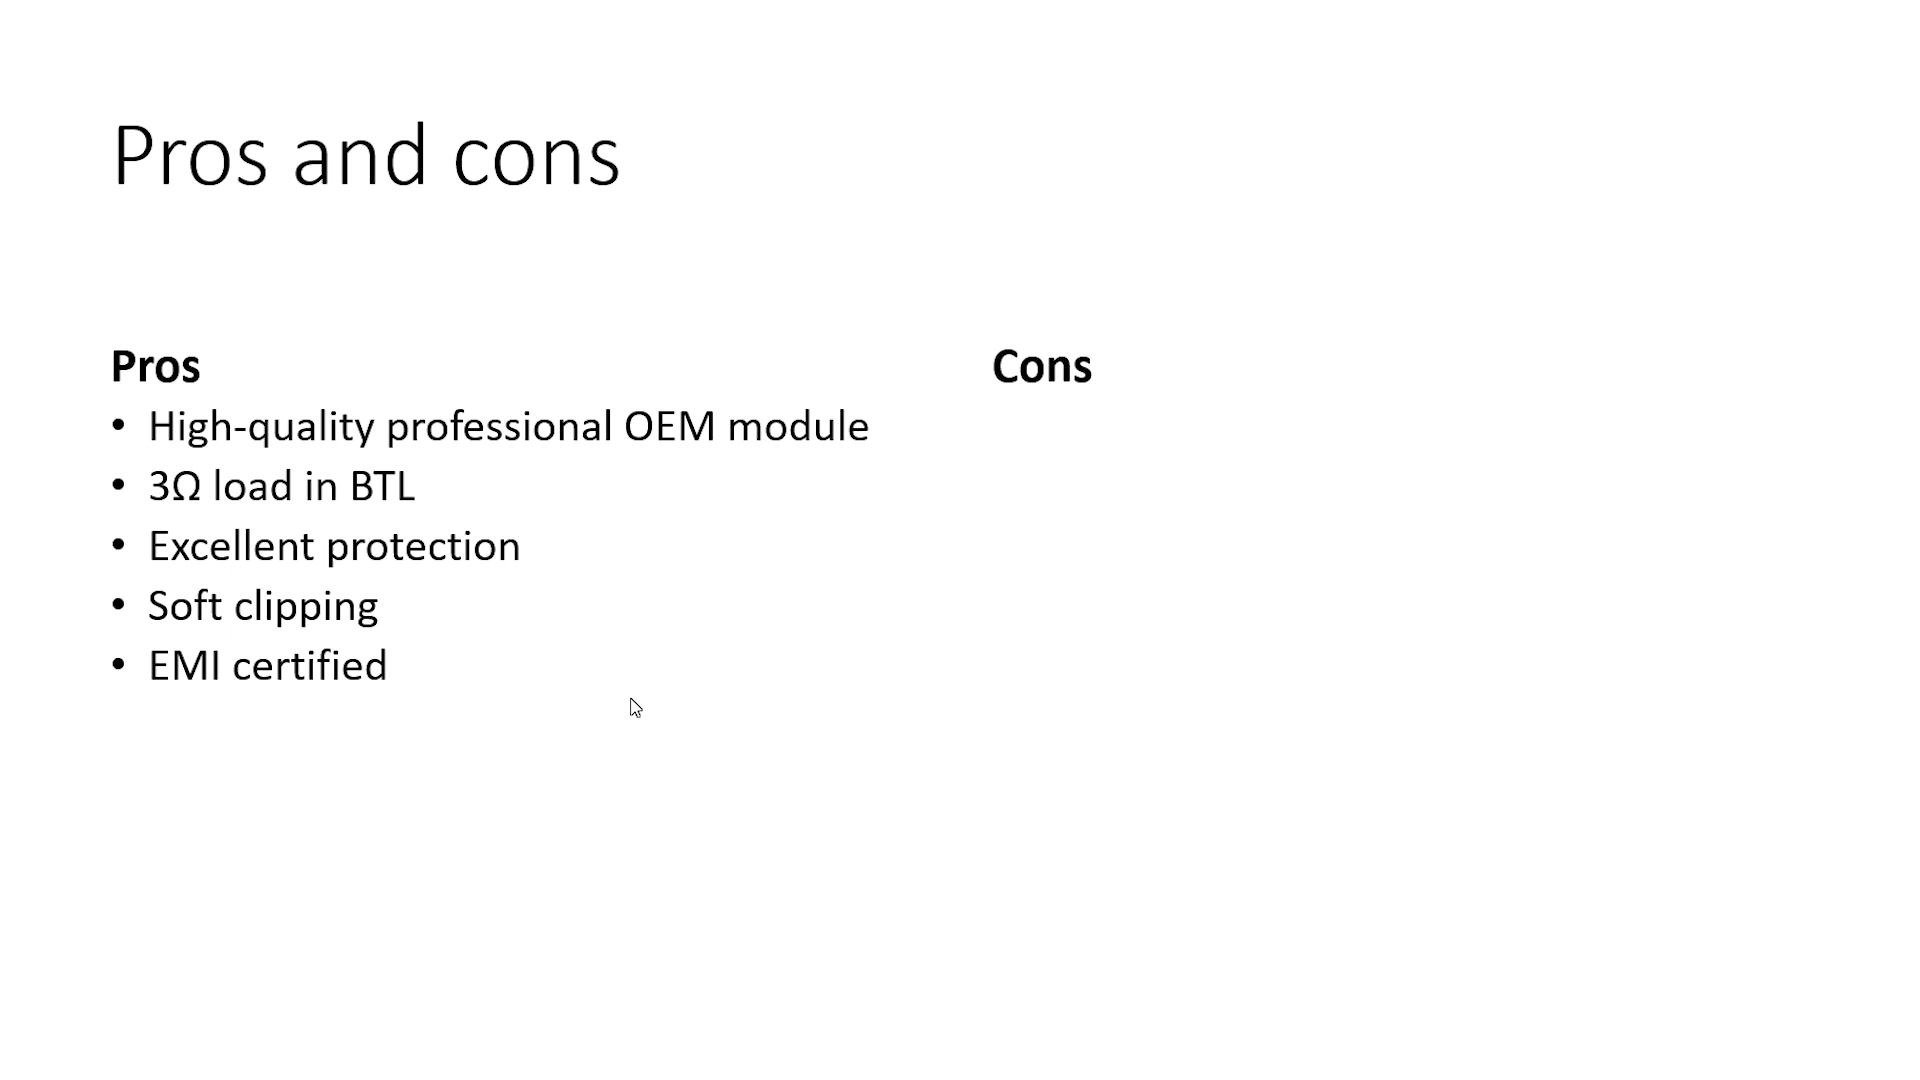 Pros and cons
Pros
• High-quality professional OEM module
• 3Ω load in BTL
• Excellent protection
• Soft clipping
• EMI certified
Cons